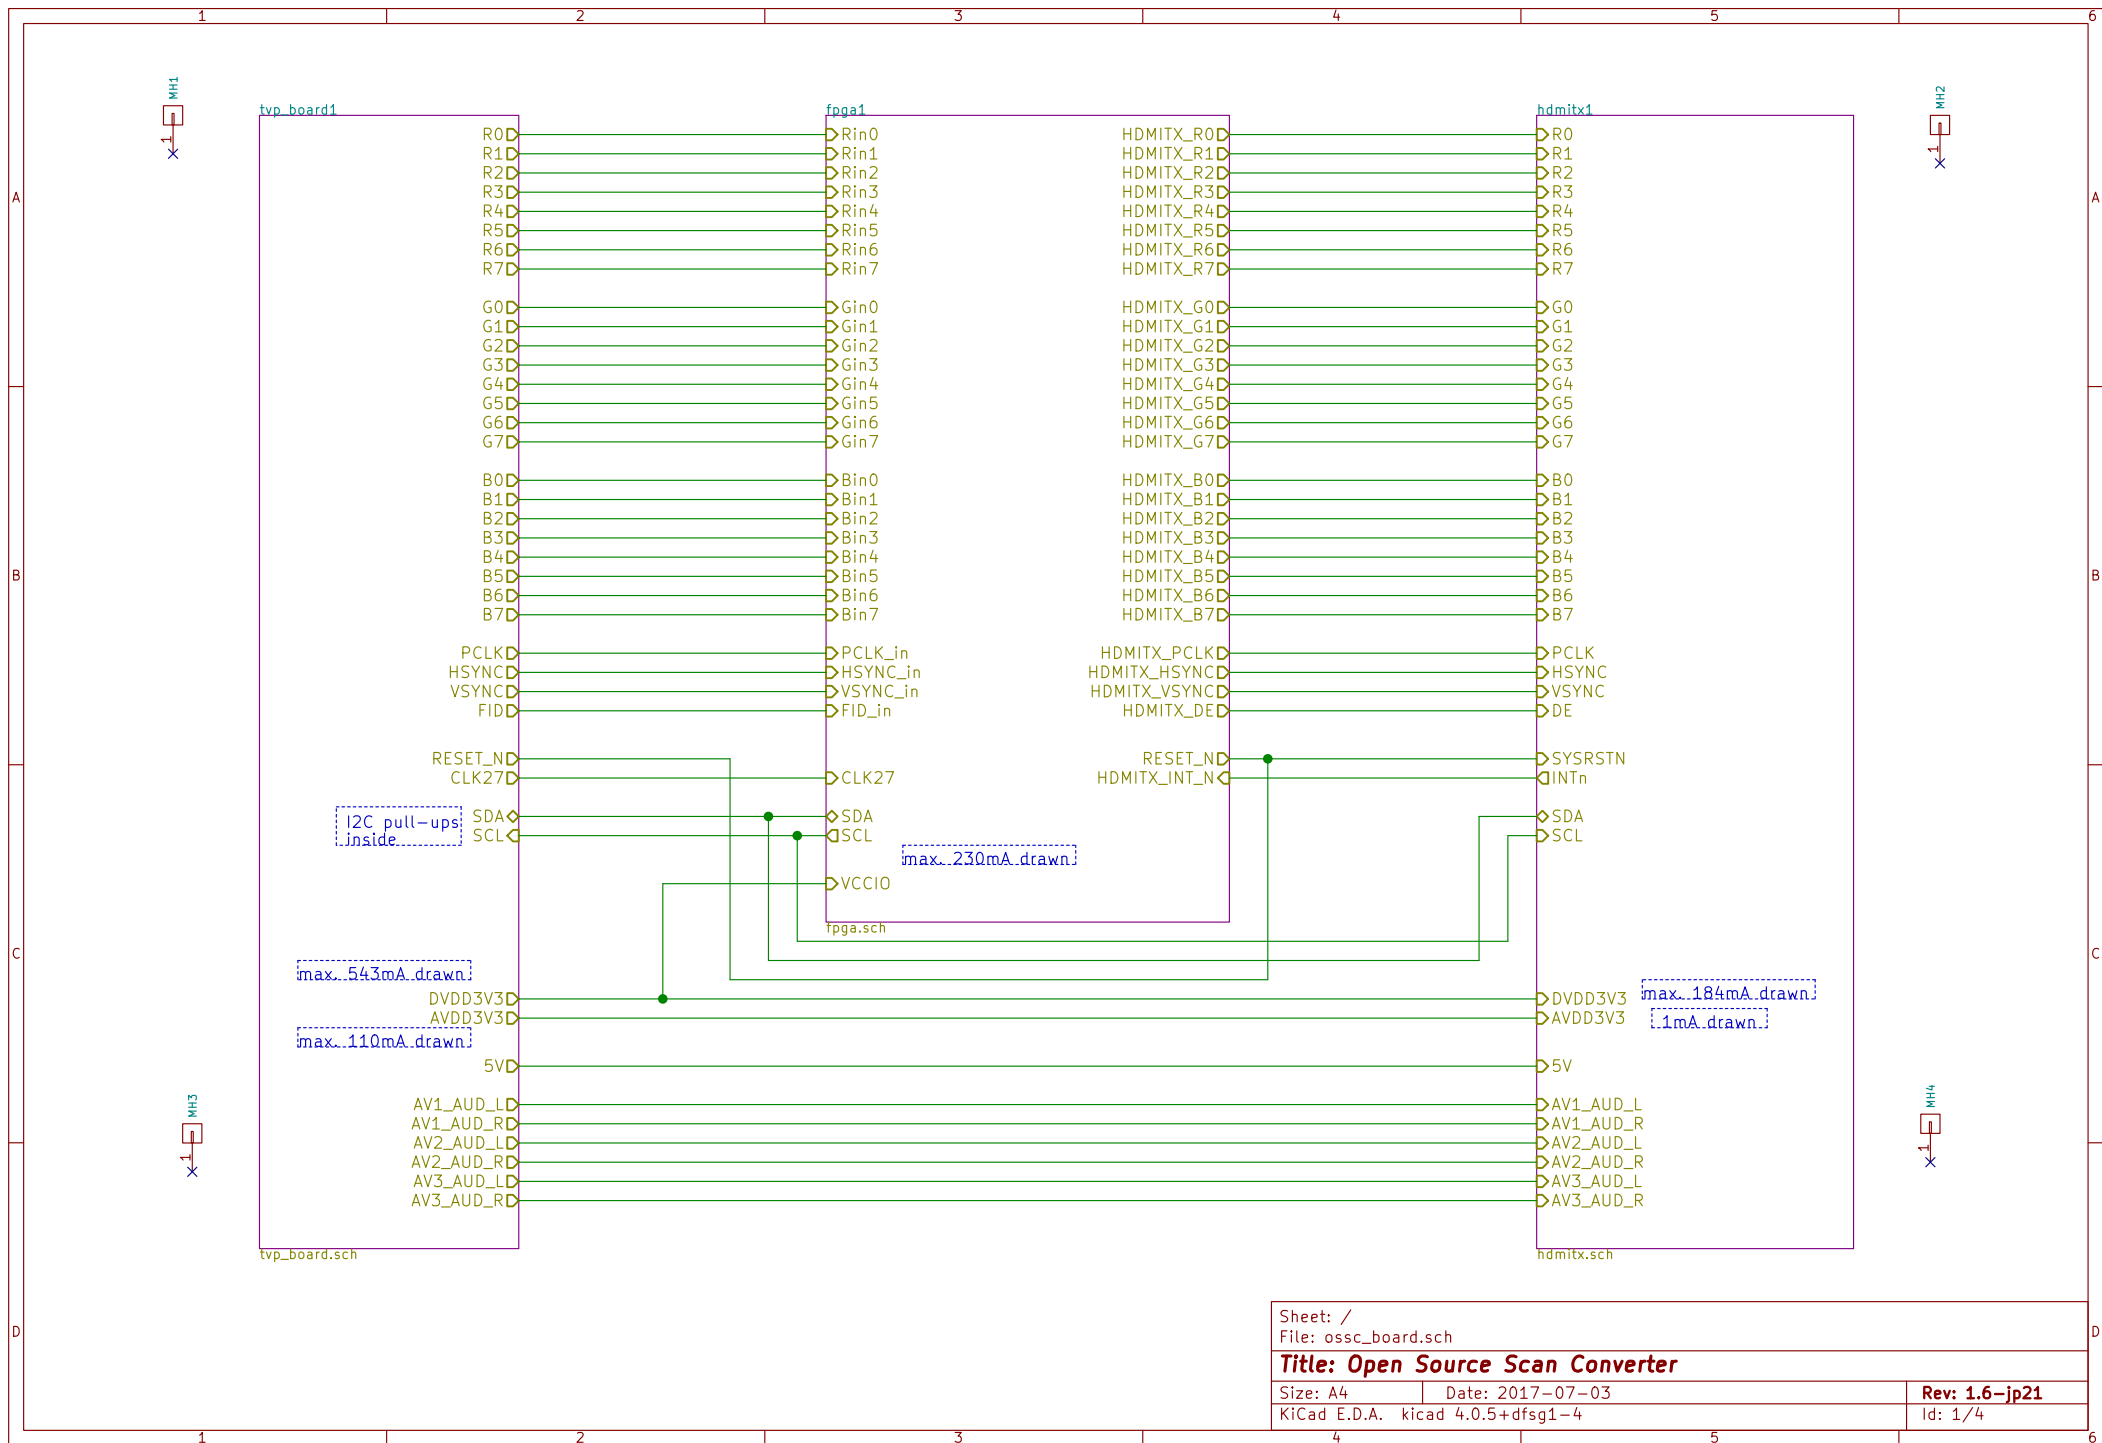 1 2 3 4 5 6
A A
B B
C C
D D
MH1
1
MH2
1
tvp_board1
R0
R1
R2
R3
R4
R5
R6
R7
G0
G1
G2
G3
G4
G5
G6
G7
B0
B1
B2
B3
B4
B5
B6
B7
PCLK
HSYNC
VSYNC
FID
RESET_N
CLK27
I2C pull-ups
inside
SDA
SCL
max. 543mA drawn
DVDD3V3
AVDD3V3
max. 110mA drawn
5V
AV1_AUD_L
AV1_AUD_R
AV2_AUD_L
AV2_AUD_R
AV3_AUD_L
AV3_AUD_R
tvp_board.sch
fpga1
Rin0
Rin1
Rin2
Rin3
Rin4
Rin5
Rin6
Rin7
Gin0
Gin1
Gin2
Gin3
Gin4
Gin5
Gin6
Gin7
Bin0
Bin1
Bin2
Bin3
Bin4
Bin5
Bin6
Bin7
PCLK_in
HSYNC_in
VSYNC_in
FID_in
CLK27
SDA
SCL
max. 230mA drawn
VCCIO
HDMITX_R0
HDMITX_R1
HDMITX_R2
HDMITX_R3
HDMITX_R4
HDMITX_R5
HDMITX_R6
HDMITX_R7
HDMITX_G0
HDMITX_G1
HDMITX_G2
HDMITX_G3
HDMITX_G4
HDMITX_G5
HDMITX_G6
HDMITX_G7
HDMITX_B0
HDMITX_B1
HDMITX_B2
HDMITX_B3
HDMITX_B4
HDMITX_B5
HDMITX_B6
HDMITX_B7
HDMITX_PCLK
HDMITX_HSYNC
HDMITX_VSYNC
HDMITX_DE
RESET_N
HDMITX_INT_N
fpga.sch
hdmitx1
R0
R1
R2
R3
R4
R5
R6
R7
G0
G1
G2
G3
G4
G5
G6
G7
B0
B1
B2
B3
B4
B5
B6
B7
PCLK
HSYNC
VSYNC
DE
SYSRSTN
INTn
SDA
SCL
DVDD3V3
AVDD3V3
max. 184mA drawn
1mA drawn
5V
AV1_AUD_L
AV1_AUD_R
AV2_AUD_L
AV2_AUD_R
AV3_AUD_L
AV3_AUD_R
hdmitx.sch
MH3
1
MH4
1
Sheet: /
File: ossc_board.sch
Title: Open Source Scan Converter
Size: A4 Date: 2017-07-03 Rev: 1.6-jp21
KiCad E.D.A. kicad 4.0.5+dfsg1-4 Id: 1/4
1 2 3 4 5 6